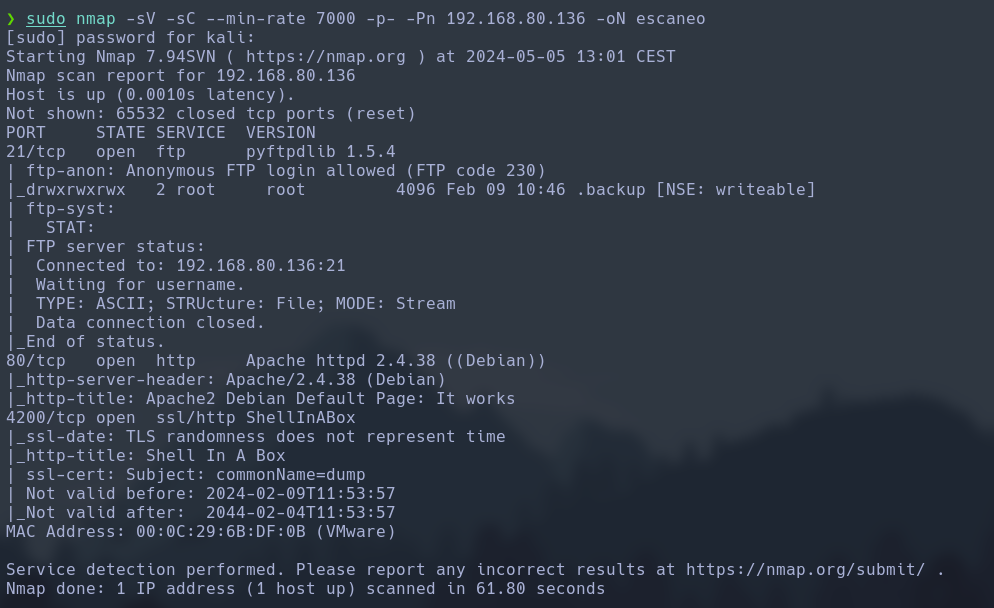 ❯ sudo nmap -sV -sC --min-rate 7000 -p- -Pn 192.168.80.136 -oN escaneo
[sudo] password for kali:
Starting Nmap 7.94SVN ( https://nmap.org ) at 2024-05-05 13:01 CEST
Nmap scan report for 192.168.80.136
Host is up (0.0010s latency).
Not shown: 65532 closed tcp ports (reset)
PORT     STATE SERVICE  VERSION
21/tcp   open  ftp      pyftpdlib 1.5.4
| ftp-anon: Anonymous FTP login allowed (FTP code 230)
|_drwxrwxrwx   2 root     root         4096 Feb 09 10:46 .backup [NSE: writeable]
| ftp-syst:
|   STAT:
| FTP server status:
|  Connected to: 192.168.80.136:21
|  Waiting for username.
|  TYPE: ASCII; STRUcture: File; MODE: Stream
|  Data connection closed.
|_End of status.
80/tcp   open  http     Apache httpd 2.4.38 ((Debian))
|_http-server-header: Apache/2.4.38 (Debian)
|_http-title: Apache2 Debian Default Page: It works
4200/tcp open  ssl/http ShellInABox
|_ssl-date: TLS randomness does not represent time
|_http-title: Shell In A Box
| ssl-cert: Subject: commonName=dump
| Not valid before: 2024-02-09T11:53:57
|_Not valid after:  2044-02-04T11:53:57
MAC Address: 00:0C:29:6B:DF:0B (VMware)

Service detection performed. Please report any incorrect results at https://nmap.org/submit/ .
Nmap done: 1 IP address (1 host up) scanned in 61.80 seconds